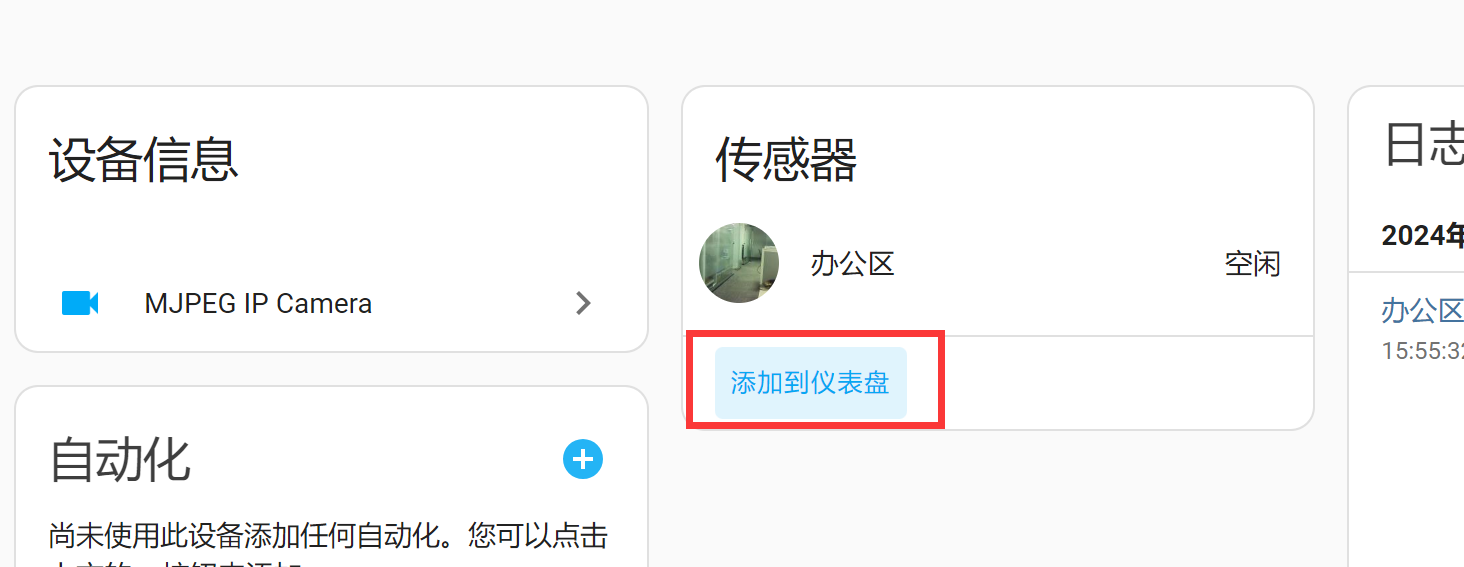 设备信息
MJPEG IP Camera
自动化
尚未使用此设备添加任何自动化。您可以点击
传感器
办公区
空闲
添加到仪表盘
日志
2024年
办公区
15:55:32